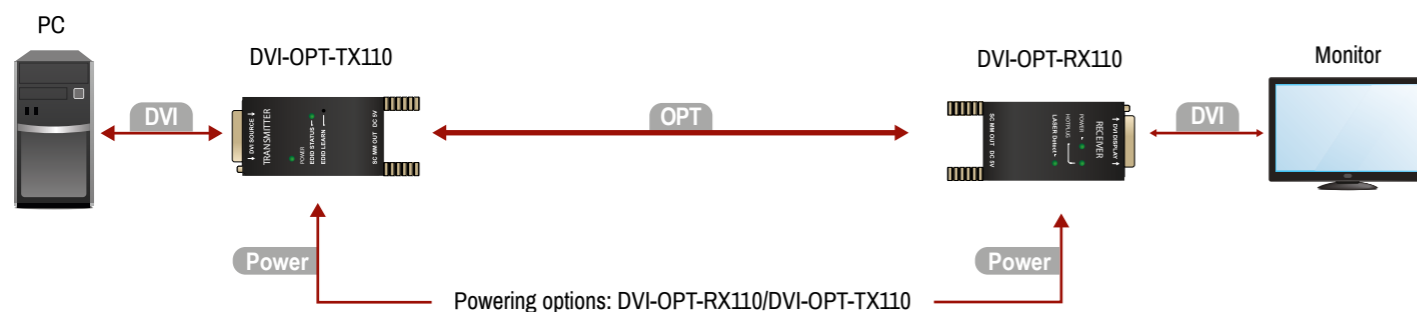 PC
DVI-OPT-TX110
DVI-OPT-RX110
Monitor
DVI
↓ DVI SOURCE ↓
TRANSMITTER
POWER
EDID STATUS
EDID LEARN
SC MM OUT DC 5V
OPT
SC MM OUT DC 5V
LASER Detect
HOTPLUG
POWER
RECEIVER
↑ DVI DISPLAY ↑
DVI
Power
Power
Powering options: DVI-OPT-RX110/DVI-OPT-TX110